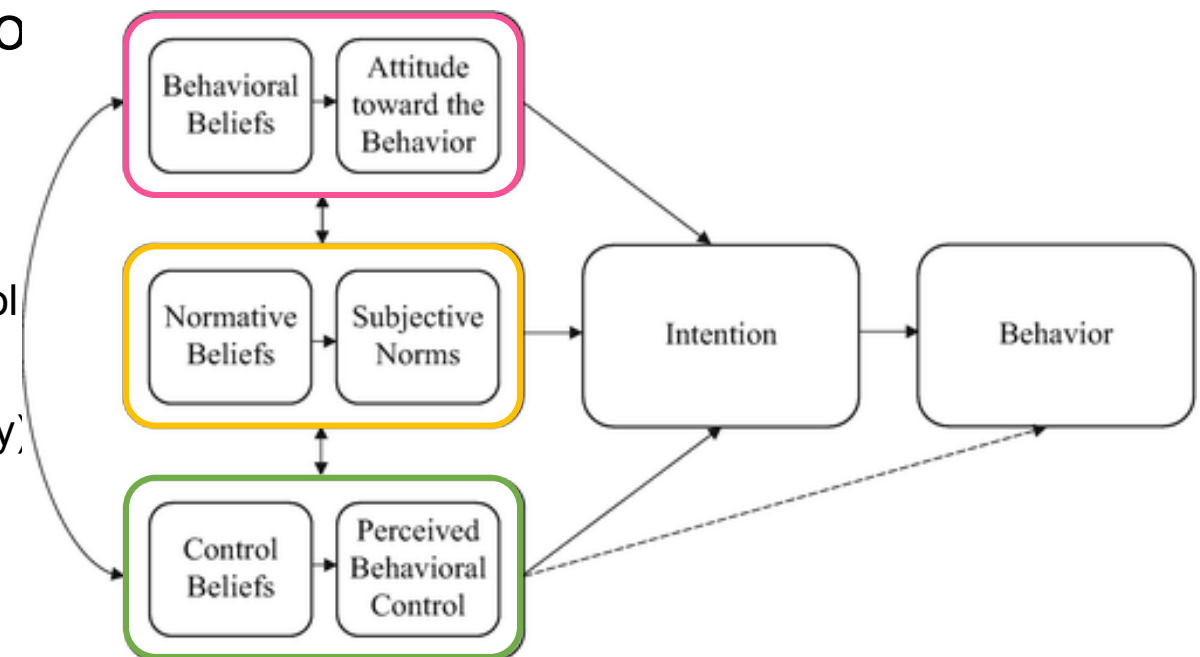 Behavioral
Beliefs
Attitude
toward the
Behavior
Normative
Beliefs
Subjective
Norms
Intention
Behavior
Control
Beliefs
Perceived
Behavioral
Control